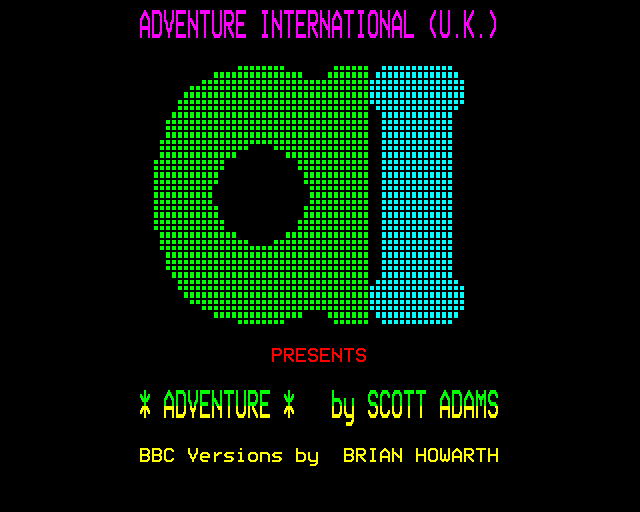 ADVENTURE INTERNATIONAL (U.K.)
aI
PRESENTS
* ADVENTURE * by SCOTT ADAMS
BBC Versions by BRIAN HOWARTH